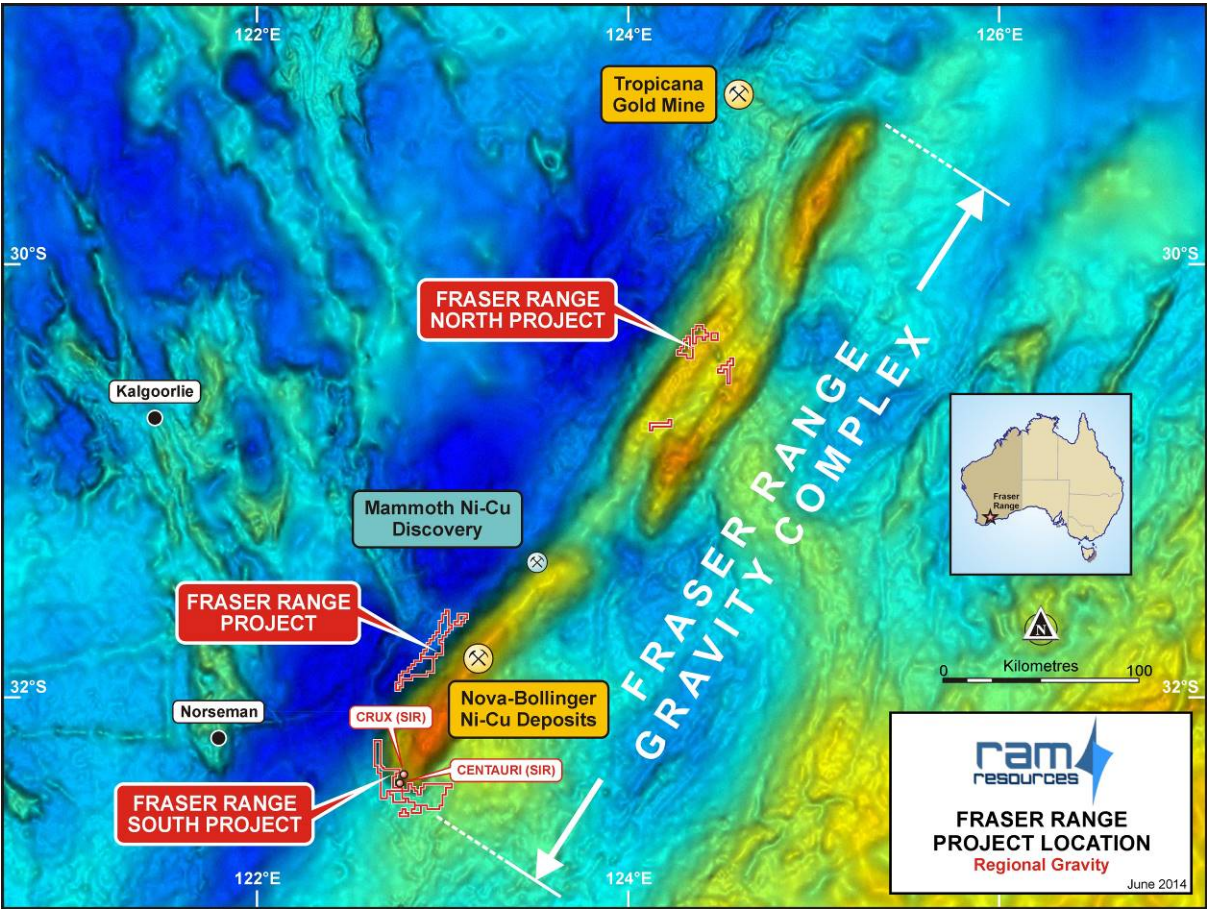 122°E
124°E
126°E
Tropicana
Gold Mine
30°S
30°S
FRASER RANGE
NORTH PROJECT
Kalgoorlie
FRASER RANGE
GRAVITY COMPLEX
Fraser
Range
Mammoth Ni-Cu
Discovery
FRASER RANGE
PROJECT
N
0 Kilometres 100
32°S
32°S
Nova-Bollinger
Ni-Cu Deposits
Norseman
CRUX (SIR)
CENTAURI (SIR)
FRASER RANGE
SOUTH PROJECT
ram
resources
FRASER RANGE
PROJECT LOCATION
Regional Gravity
June 2014
122°E
124°E